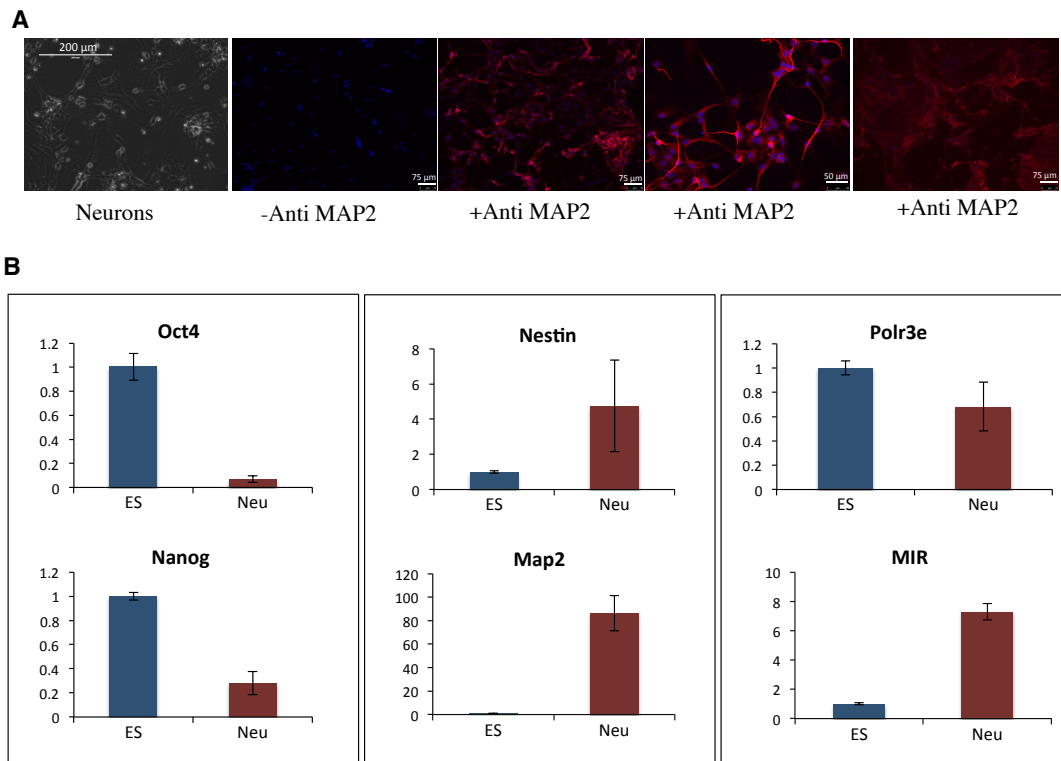 A
200 µm
75 µm
75 µm
50 µm
75 µm
Neurons
-Anti MAP2
+Anti MAP2
+Anti MAP2
+Anti MAP2
B
Oct4
1.2
1
0.8
0.6
0.4
0.2
0
ES
Neu
Nanog
1.2
1
0.8
0.6
0.4
0.2
0
ES
Neu
Nestin
8
6
4
2
0
ES
Neu
Map2
120
100
80
60
40
20
0
ES
Neu
Polr3e
1.2
1
0.8
0.6
0.4
0.2
0
ES
Neu
MIR
10
8
6
4
2
0
ES
Neu